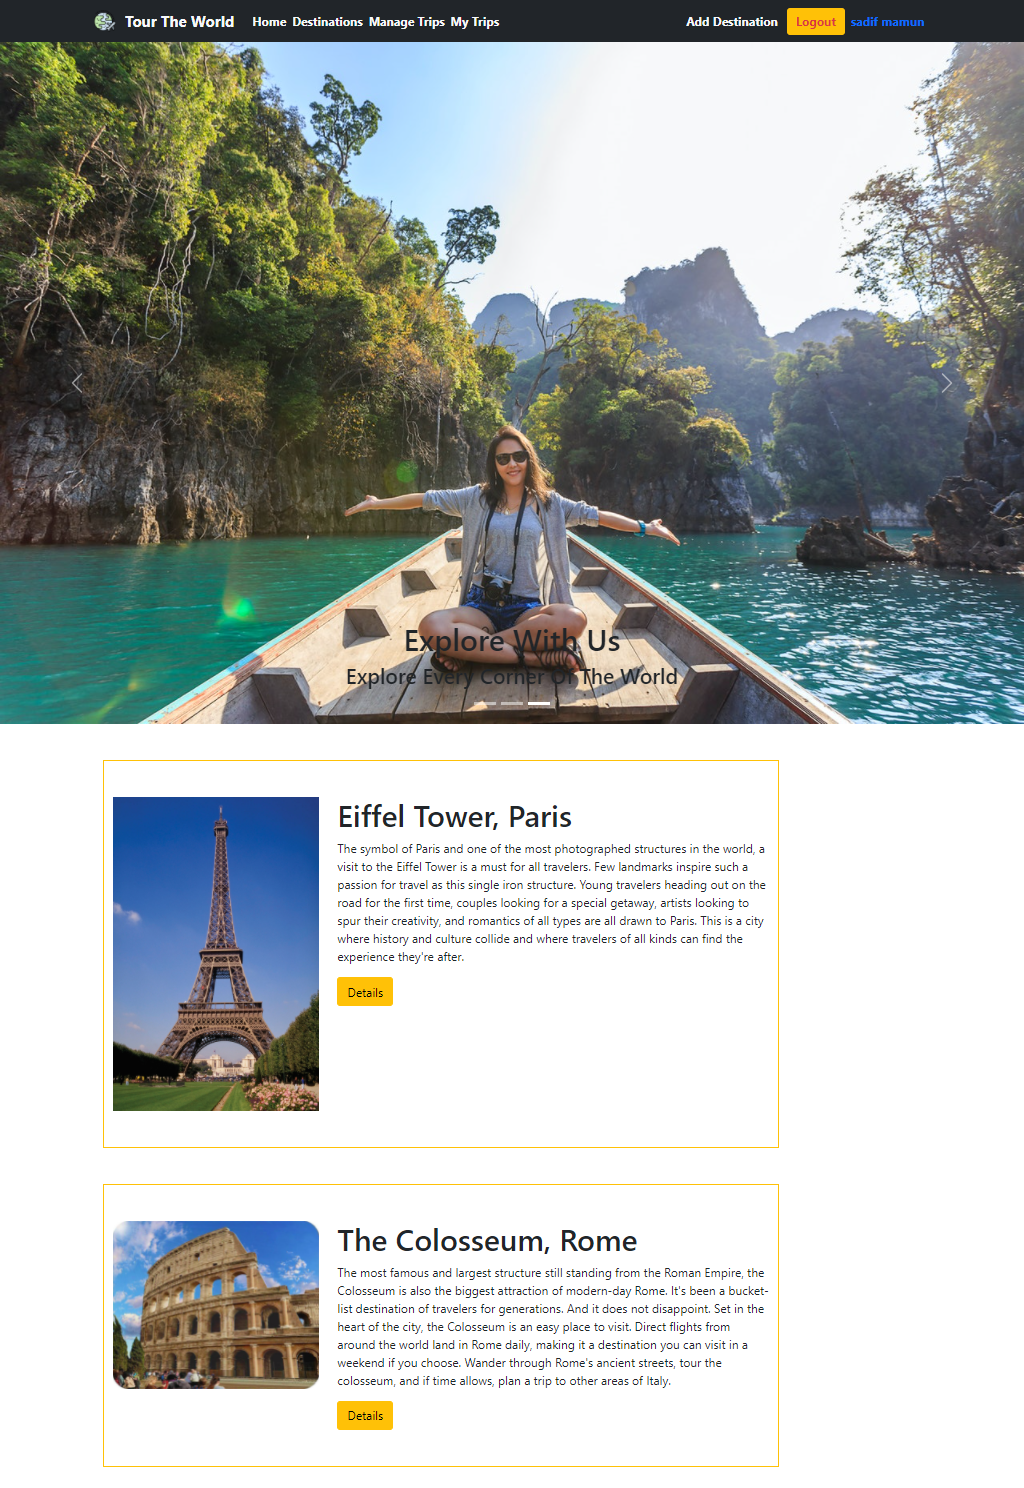 Tour The World Home Destinations Manage Trips My Trips Add Destination Logout sadif mamun
Explore With Us
Explore Every Corner Of The World
Eiffel Tower, Paris
The symbol of Paris and one of the most photographed structures in the world, a
visit to the Eiffel Tower is a must for all travelers. Few landmarks inspire such a
passion for travel as this single iron structure. Young travelers heading out on the
road for the first time, couples looking for a special getaway, artists looking to
spur their creativity, and romantics of all types are all drawn to Paris. This is a city
where history and culture collide and where travelers of all kinds can find the
experience they're after.
Details
The Colosseum, Rome
The most famous and largest structure still standing from the Roman Empire, the
Colosseum is also the biggest attraction of modern-day Rome. It's been a bucket-
list destination of travelers for generations. And it does not disappoint. Set in the
heart of the city, the Colosseum is an easy place to visit. Direct flights from
around the world land in Rome daily, making it a destination you can visit in a
weekend if you choose. Wander through Rome's ancient streets, tour the
colosseum, and if time allows, plan a trip to other areas of Italy.
Details